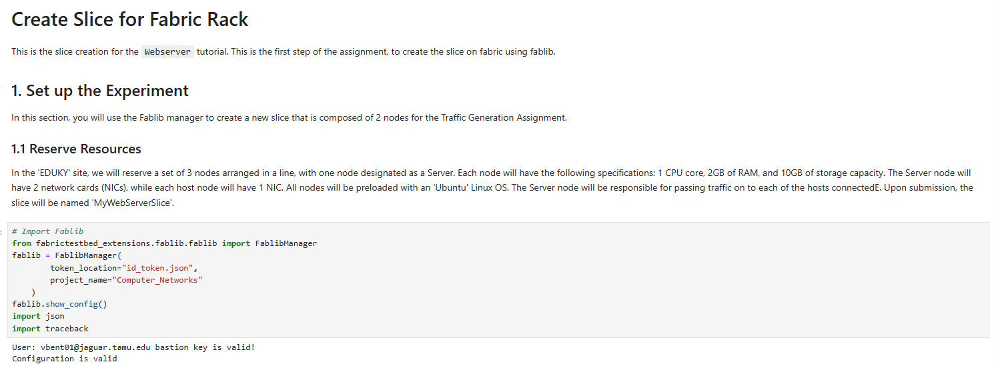 Create Slice for Fabric Rack
This is the slice creation for the Webserver tutorial. This is the first step of the assignment, to create the slice on fabric using fablib.
1. Set up the Experiment
In this section, you will use the Fablib manager to create a new slice that is composed of 2 nodes for the Traffic Generation Assignment.
1.1 Reserve Resources
In the 'EDUKY' site, we will reserve a set of 3 nodes arranged in a line, with one node designated as a Server. Each node will have the following specifications: 1 CPU core, 2GB of RAM, and 10GB of storage capacity. The Server node will
have 2 network cards (NICs), while each host node will have 1 NIC. All nodes will be preloaded with an 'Ubuntu' Linux OS. The Server node will be responsible for passing traffic on to each of the hosts connectedE. Upon submission, the
slice will be named 'MyWebServerSlice'.
# Import Fablib
from fabrictestbed_extensions.fablib.fablib import FablibManager
fablib = FablibManager(
token_location="id_token.json",
project_name="Computer_Networks"
)
fablib.show_config()
import json
import traceback
User: vbent01@jaguar.tamu.edu bastion key is valid!
Configuration is valid